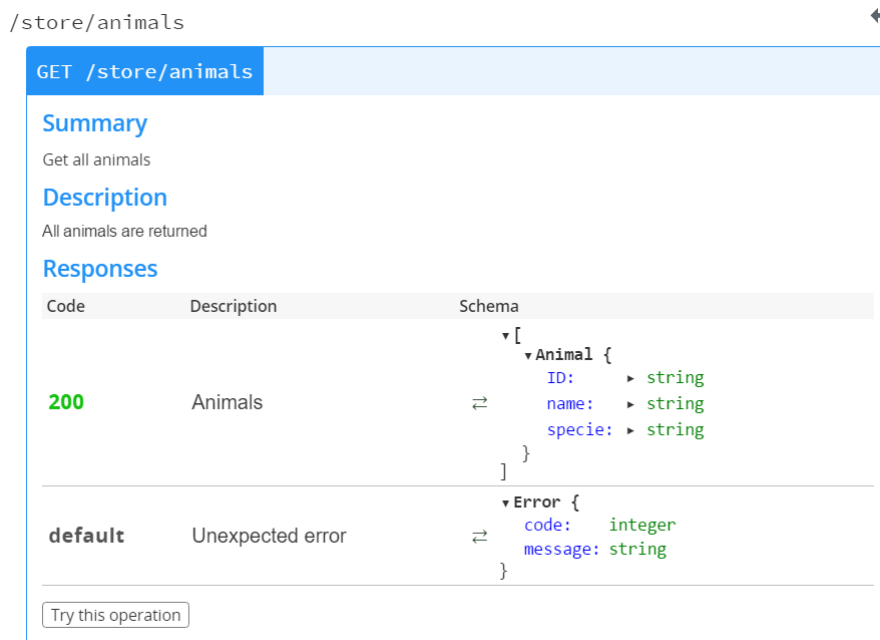 /store/animals
GET /store/animals
Summary
Get all animals
Description
All animals are returned
Responses
Code Description Schema
▾[
▾Animal {
ID: ▸ string
200 Animals ⇄ name: ▸ string
specie: ▸ string
}
]
▾Error {
code: integer
default Unexpected error ⇄ message: string
}
Try this operation